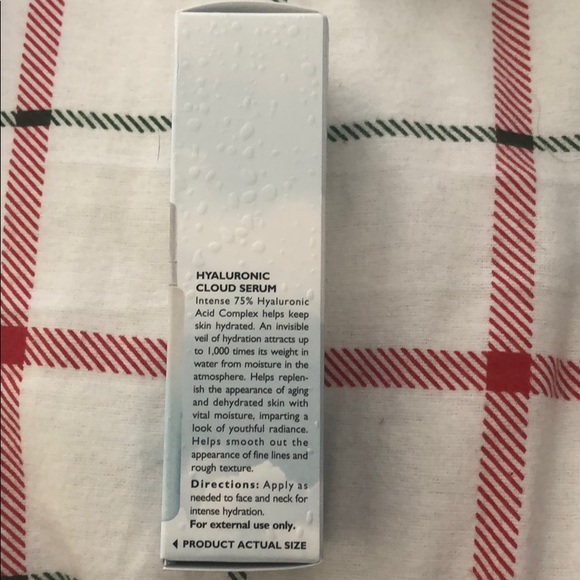 HYALURONIC
CLOUD SERUM
Intense 75% Hyaluronic
Acid Complex helps keep
skin hydrated. An invisible
veil of hydration attracts up
to 1,000 times its weight in
water from moisture in the
atmosphere. Helps replen-
ish the appearance of aging
and dehydrated skin with
vital moisture, imparting a
look of youthful radiance.
Helps smooth out the
appearance of fine lines and
rough texture.
Directions: Apply as
needed to face and neck for
intense hydration.
For external use only.
◄ PRODUCT ACTUAL SIZE